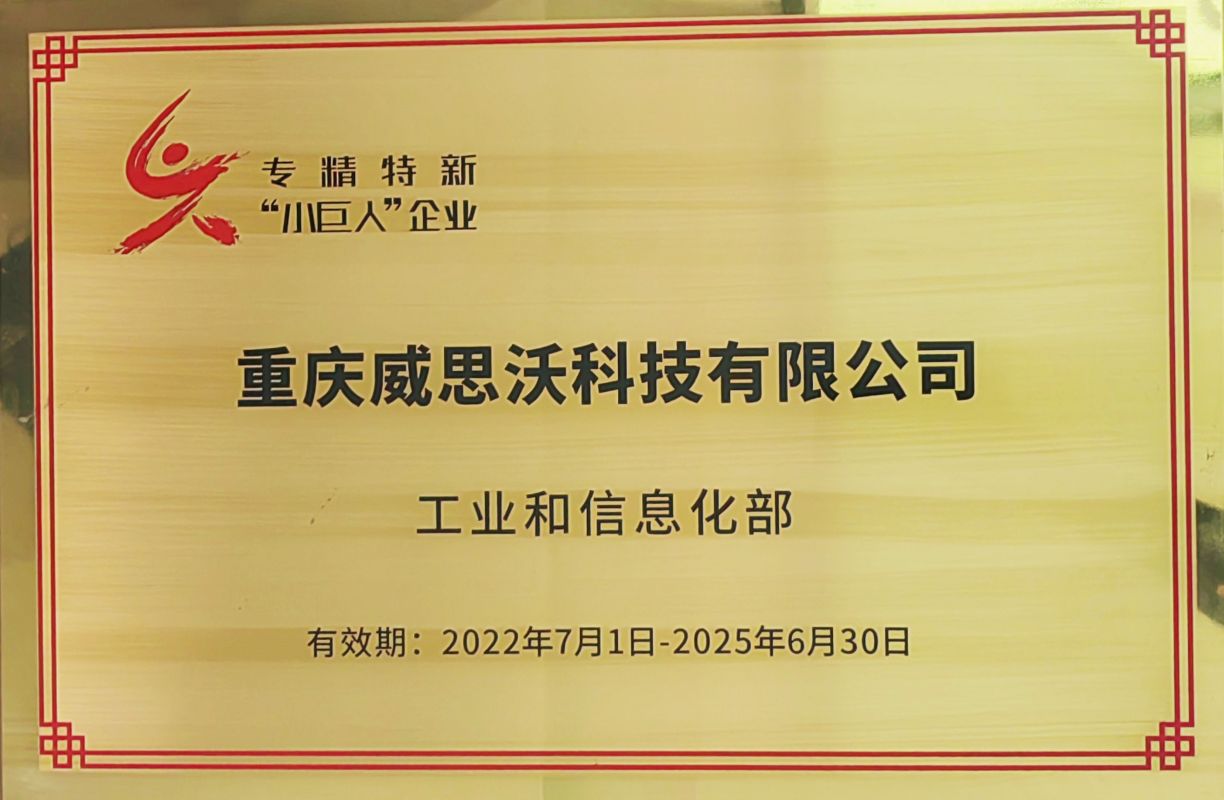 专精特新
“小巨人”企业
重庆威思沃科技有限公司
工业和信息化部
有效期：2022年7月1日-2025年6月30日